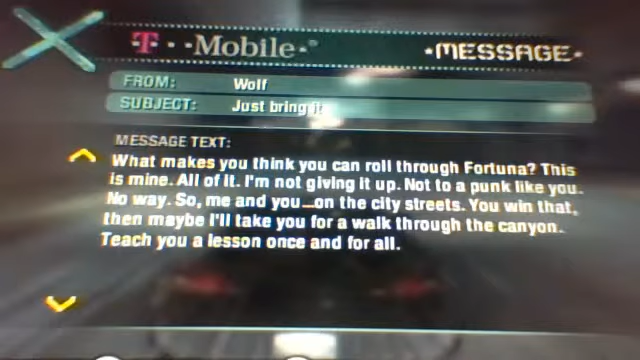 T··Mobile·®
·MESSAGE·
FROM: Wolf
SUBJECT: Just bring it
MESSAGE TEXT:
What makes you think you can roll through Fortuna? This
is mine. All of it. I'm not giving it up. Not to a punk like you.
No way. So, me and you...on the city streets. You win that,
then maybe I'll take you for a walk through the canyon.
Teach you a lesson once and for all.